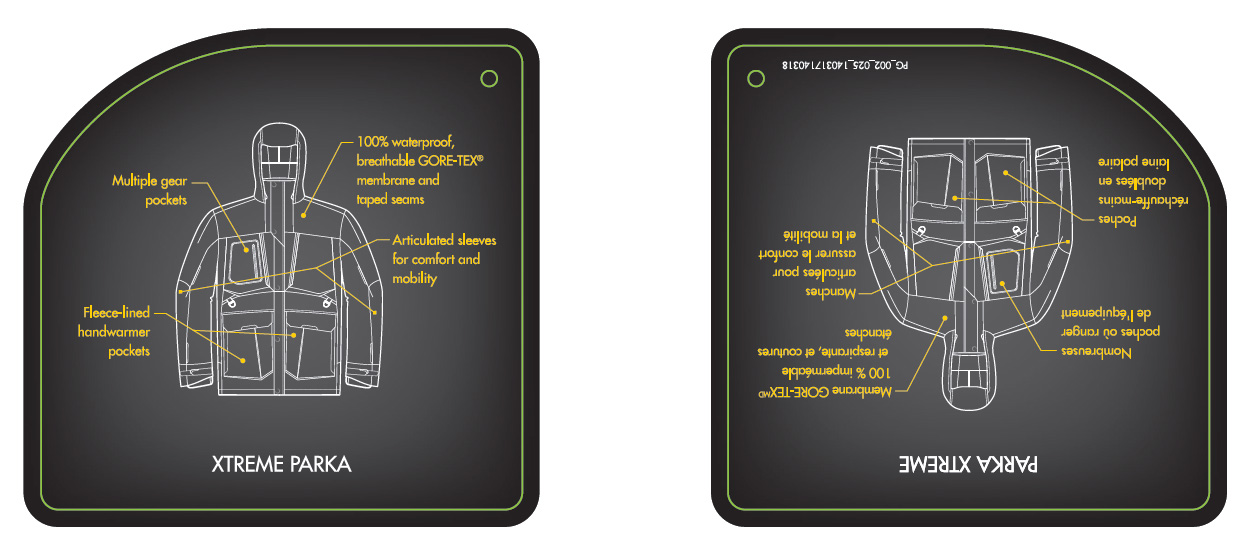 Multiple gear
pockets
100% waterproof,
breathable GORE-TEX®
membrane and
taped seams
Articulated sleeves
for comfort and
mobility
Fleece-lined
handwarmer
pockets
XTREME PARKA
PARKA XTREME
Membrane GORE-TEXMD
100 % imperméable
et respirante, et coutures
étanches
Nombreuses
poches où ranger
de l'équipement
Manches
articulées pour
assurer le confort
et la mobilité
Poches
réchauffe-mains
doublées en
laine polaire
PG_002_025_140317140318